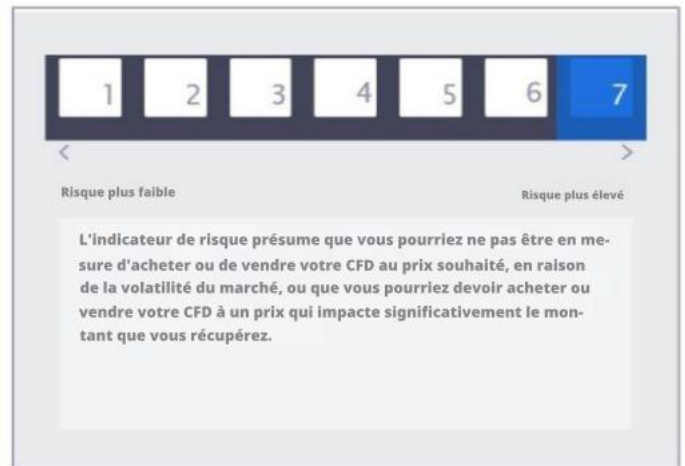 1 2 3 4 5 6 7
< >
Risque plus faible Risque plus élevé
L'indicateur de risque présume que vous pourriez ne pas être en me-
sure d'acheter ou de vendre votre CFD au prix souhaité, en raison
de la volatilité du marché, ou que vous pourriez devoir acheter ou
vendre votre CFD à un prix qui impacte significativement le mon-
tant que vous récupérez.